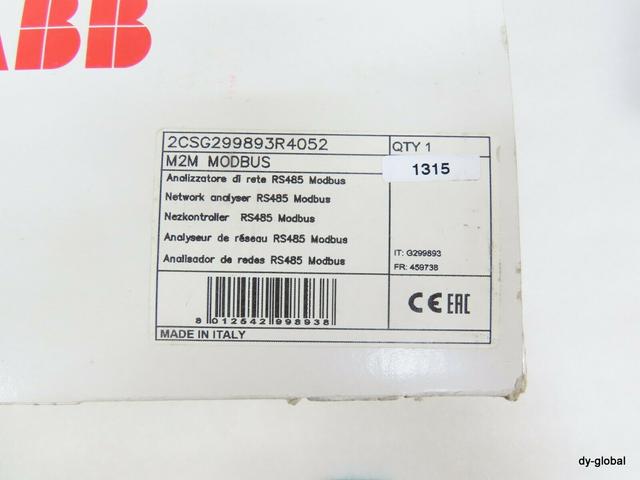 ABB
2CSG299893R4052
QTY 1
M2M MODBUS
1315
Analizzatore di rete RS485 Modbus
Network analyser RS485 Modbus
Nezkontroller RS485 Modbus
Analyseur de réseau RS485 Modbus
Analisador de redes RS485 Modbus
IT: G299893
FR: 459738
CE EAC
8 012542 998938
MADE IN ITALY
dy-global